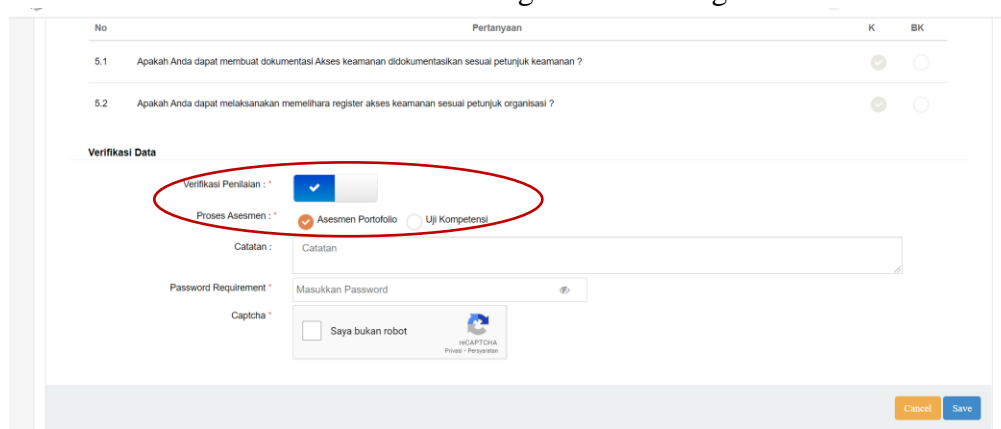 No Pertanyaan K BK
5.1 Apakah Anda dapat membuat dokumentasi Akses keamanan didokumentasikan sesuai petunjuk keamanan ?
5.2 Apakah Anda dapat melaksanakan memelihara register akses keamanan sesuai petunjuk organisasi ?
Verifikasi Data
Verifikasi Penilaian : *
Proses Asesmen : * Asesmen Portofolio Uji Kompetensi
Catatan : Catatan
Password Requirement * Masukkan Password
Captcha *
Saya bukan robot
reCAPTCHA
Privasi - Persyaratan
Cancel Save